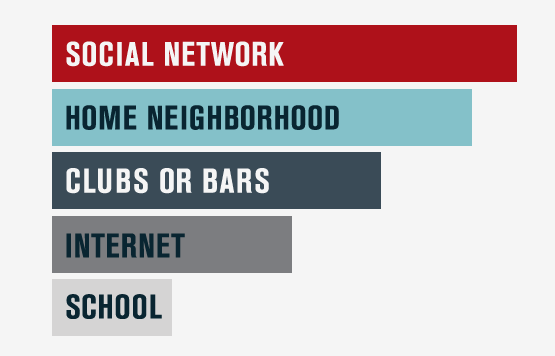 SOCIAL NETWORK
HOME NEIGHBORHOOD
CLUBS OR BARS
INTERNET
SCHOOL